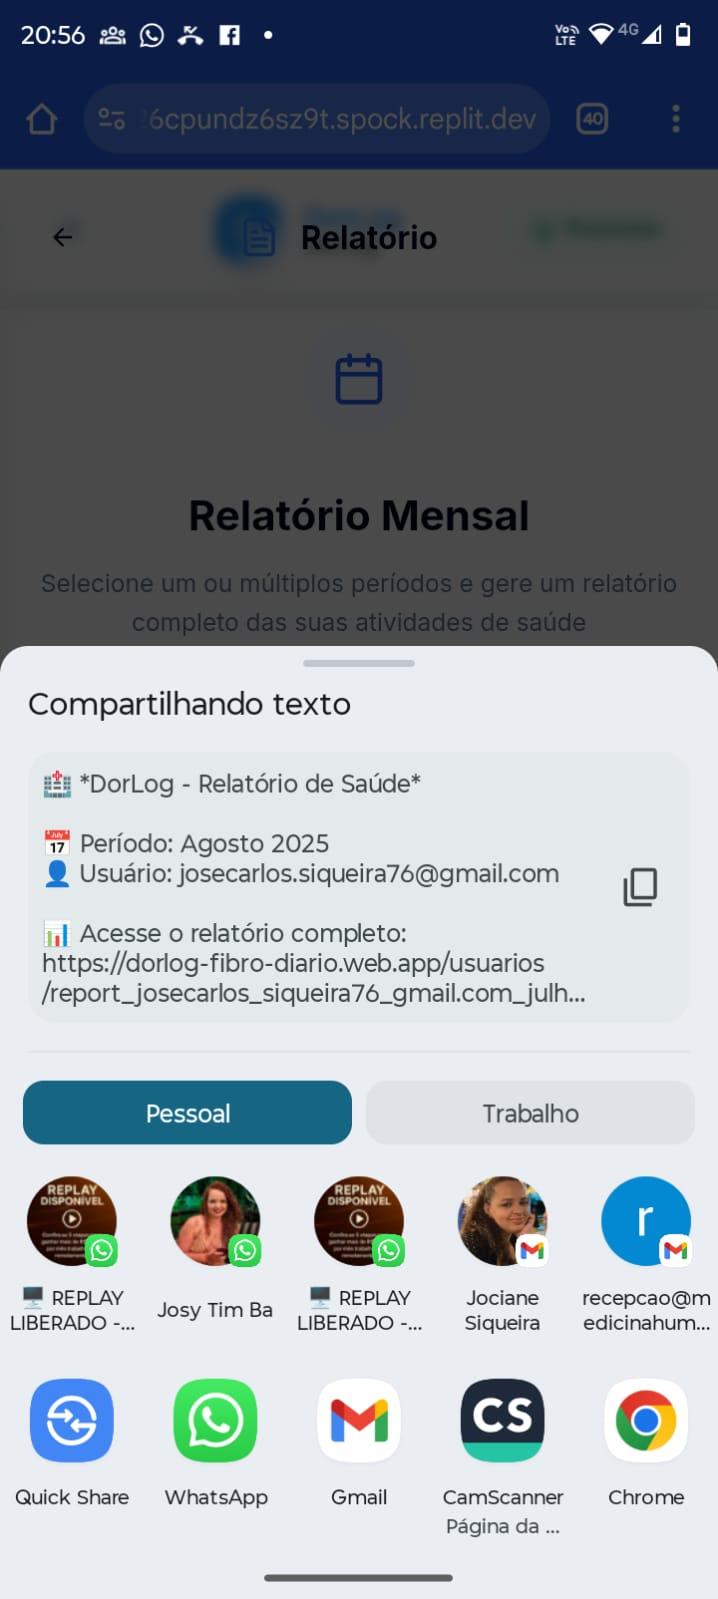 20:56
Vo
LTE
4G
26cpundz6sz9t.spock.replit.dev
40
Relatório
Relatório Mensal
Selecione um ou múltiplos períodos e gere um relatório
completo das suas atividades de saúde
Compartilhando texto
🏥 *DorLog - Relatório de Saúde*
📅 Período: Agosto 2025
👤 Usuário: josecarlos.siqueira76@gmail.com
📊 Acesse o relatório completo:
https://dorlog-fibro-diario.web.app/usuarios
/report_josecarlos_siqueira76_gmail.com_julh...
Pessoal
Trabalho
REPLAY
DISPONÍVEL
REPLAY
DISPONÍVEL
r
🖥️ REPLAY
LIBERADO -...
Josy Tim Ba
🖥️ REPLAY
LIBERADO -...
Jociane
Siqueira
recepcao@m
edicinahum...
CS
Quick Share
WhatsApp
Gmail
CamScanner
Página da ...
Chrome